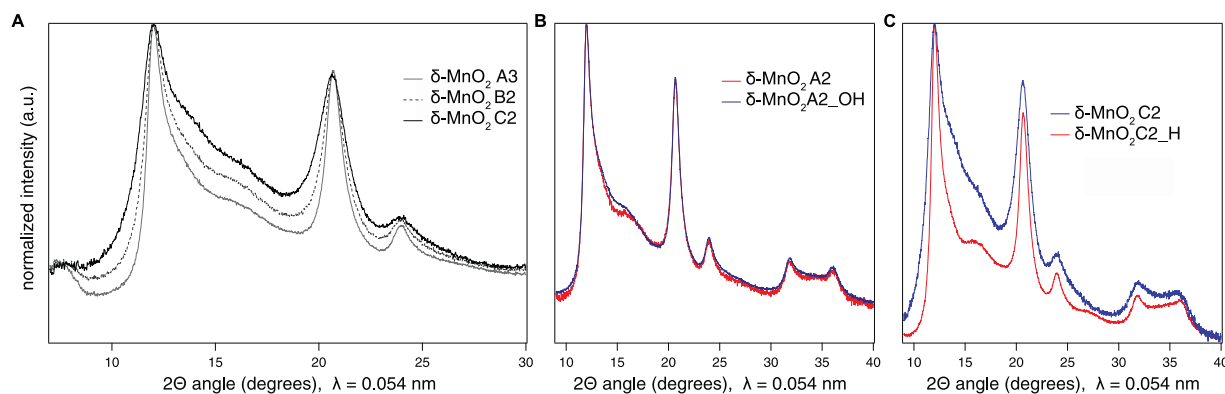 A
normalized intensity (a.u.)
δ-MnO₂ A3
δ-MnO₂ B2
δ-MnO₂ C2
10 15 20 25 30
2Θ angle (degrees), λ = 0.054 nm
B
δ-MnO₂ A2
δ-MnO₂A2_OH
10 15 20 25 30 35 40
2Θ angle (degrees), λ = 0.054 nm
C
δ-MnO₂ C2
δ-MnO₂C2_H
10 15 20 25 30 35 40
2Θ angle (degrees), λ = 0.054 nm